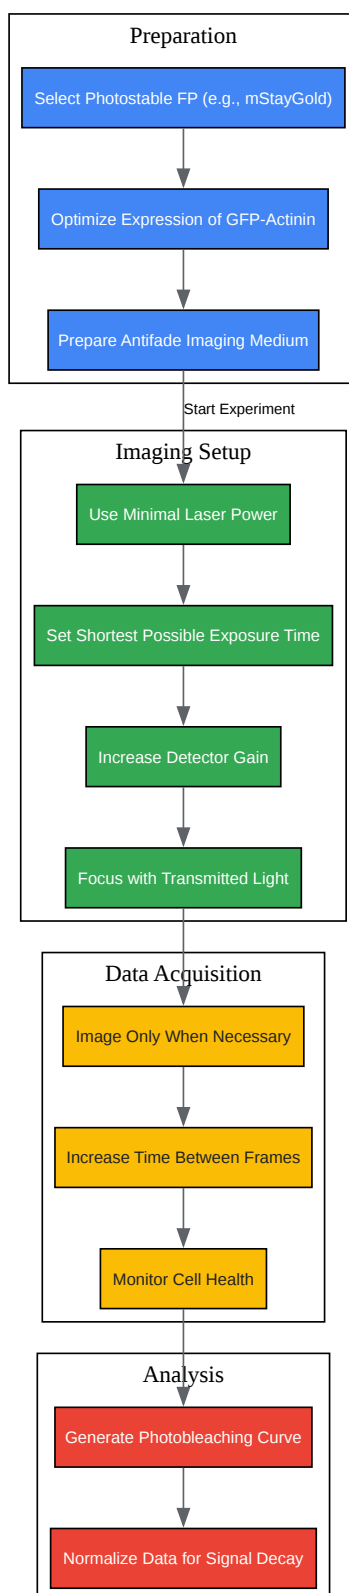 Preparation
Select Photostable FP (e.g., mStayGold)
Optimize Expression of GFP-Actinin
Prepare Antifade Imaging Medium
Start Experiment
Imaging Setup
Use Minimal Laser Power
Set Shortest Possible Exposure Time
Increase Detector Gain
Focus with Transmitted Light
Data Acquisition
Image Only When Necessary
Increase Time Between Frames
Monitor Cell Health
Analysis
Generate Photobleaching Curve
Normalize Data for Signal Decay